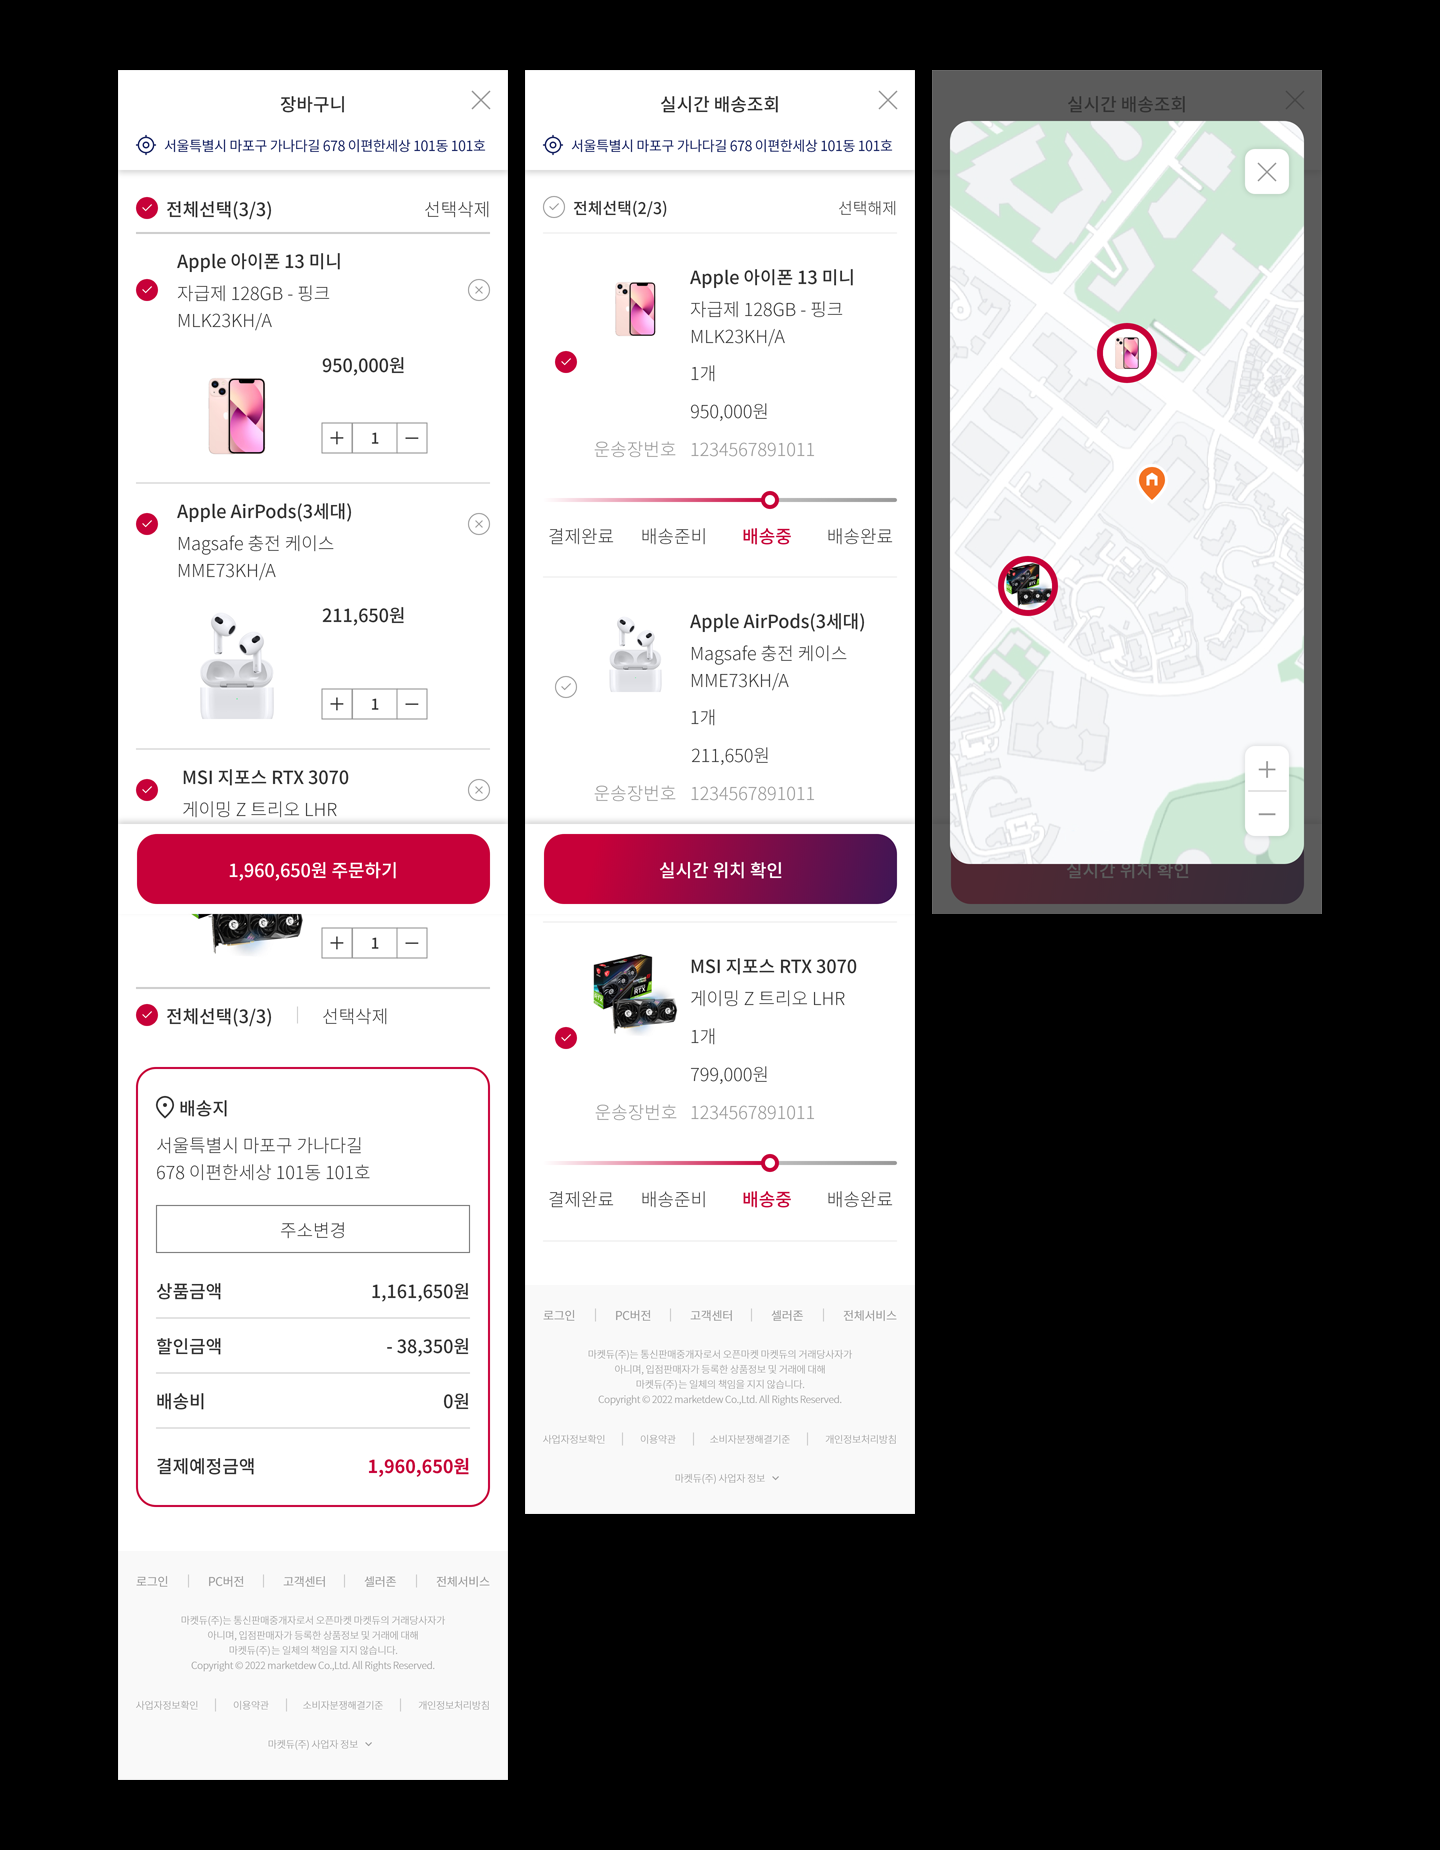 장바구니
서울특별시 마포구 가나다길 678 이편한세상 101동 101호
전체선택(3/3)
선택삭제
Apple 아이폰 13 미니
자급제 128GB - 핑크
MLK23KH/A
950,000원
1
Apple AirPods(3세대)
Magsafe 충전 케이스
MME73KH/A
211,650원
1
MSI 지포스 RTX 3070
게이밍 Z 트리오 LHR
1,960,650원 주문하기
1
전체선택(3/3)
선택삭제
배송지
서울특별시 마포구 가나다길
678 이편한세상 101동 101호
주소변경
상품금액 1,161,650원
할인금액 - 38,350원
배송비 0원
결제예정금액 1,960,650원
로그인 PC버전 고객센터 셀러존 전체서비스
마켓듀(주)는 통신판매중개자로서 오픈마켓 마켓듀의 거래당사자가
아니며, 입점판매자가 등록한 상품정보 및 거래에 대해
마켓듀(주)는 일체의 책임을 지지 않습니다.
Copyright © 2022 marketdew Co.,Ltd. All Rights Reserved.
사업자정보확인 이용약관 소비자분쟁해결기준 개인정보처리방침
마켓듀(주) 사업자 정보
실시간 배송조회
서울특별시 마포구 가나다길 678 이편한세상 101동 101호
전체선택(2/3)
선택해제
Apple 아이폰 13 미니
자급제 128GB - 핑크
MLK23KH/A
1개
950,000원
운송장번호 1234567891011
결제완료 배송준비 배송중 배송완료
Apple AirPods(3세대)
Magsafe 충전 케이스
MME73KH/A
1개
211,650원
운송장번호 1234567891011
실시간 위치 확인
MSI 지포스 RTX 3070
게이밍 Z 트리오 LHR
1개
799,000원
운송장번호 1234567891011
결제완료 배송준비 배송중 배송완료
로그인 PC버전 고객센터 셀러존 전체서비스
마켓듀(주)는 통신판매중개자로서 오픈마켓 마켓듀의 거래당사자가
아니며, 입점판매자가 등록한 상품정보 및 거래에 대해
마켓듀(주)는 일체의 책임을 지지 않습니다.
Copyright © 2022 marketdew Co.,Ltd. All Rights Reserved.
사업자정보확인 이용약관 소비자분쟁해결기준 개인정보처리방침
마켓듀(주) 사업자 정보
실시간 배송조회
실시간 위치 확인